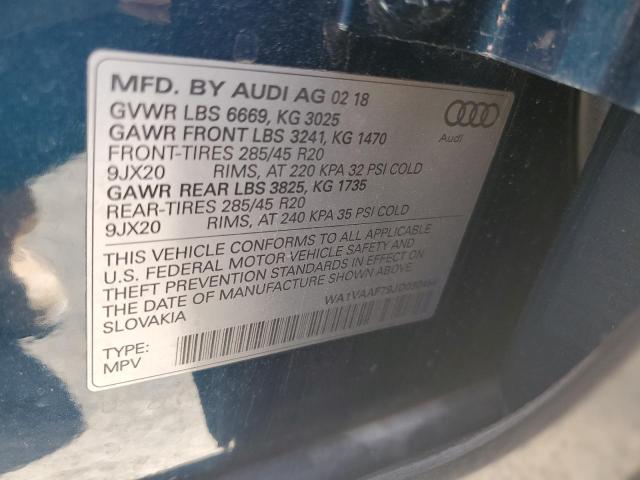 MFD. BY AUDI AG 02 18
GVWR LBS 6669, KG 3025
GAWR FRONT LBS 3241, KG 1470
FRONT-TIRES 285/45 R20
9JX20 RIMS, AT 220 KPA 32 PSI COLD
GAWR REAR LBS 3825, KG 1735
REAR-TIRES 285/45 R20
9JX20 RIMS, AT 240 KPA 35 PSI COLD
Audi
THIS VEHICLE CONFORMS TO ALL APPLICABLE
U.S. FEDERAL MOTOR VEHICLE SAFETY AND
THEFT PREVENTION STANDARDS IN EFFECT ON
THE DATE OF MANUFACTURE SHOWN ABOVE.
SLOVAKIA
TYPE:
MPV